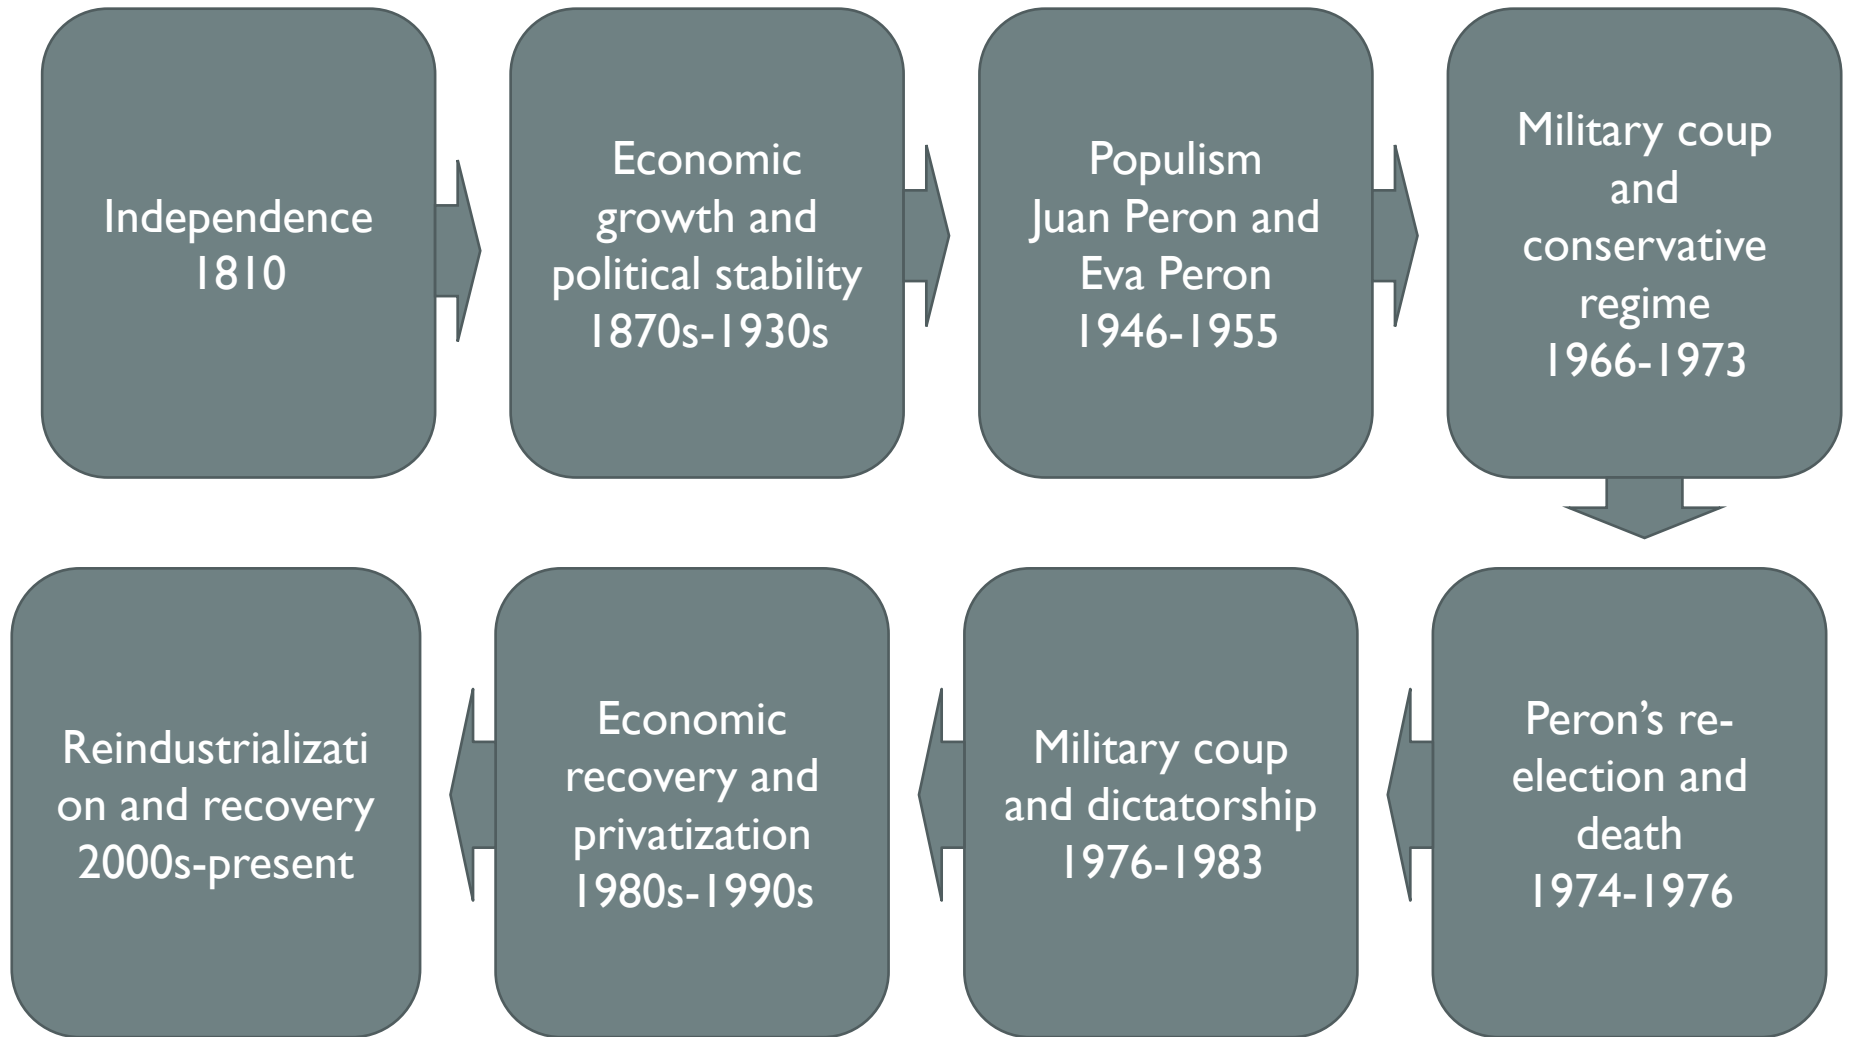 Independence
1810
Economic
growth and
political stability
1870s-1930s
Populism
Juan Peron and
Eva Peron
1946-1955
Military coup
and
conservative
regime
1966-1973
Peron’s re-
election and
death
1974-1976
Military coup
and dictatorship
1976-1983
Economic
recovery and
privatization
1980s-1990s
Reindustrializati
on and recovery
2000s-present